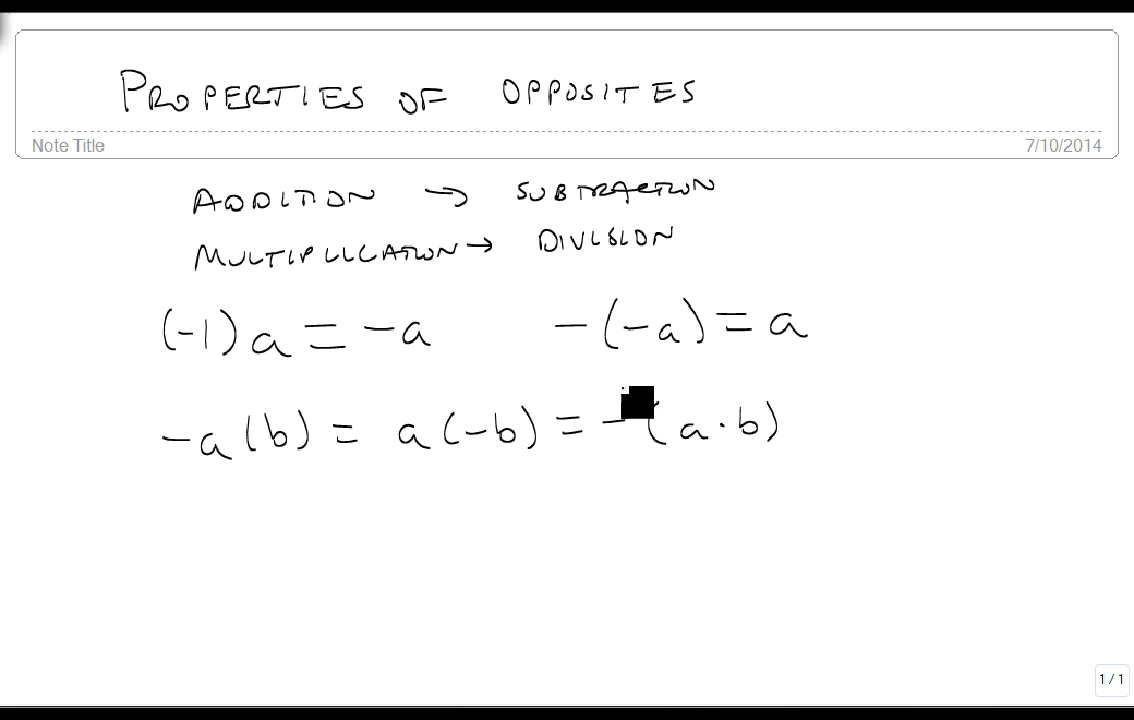 PROPERTIES OF OPPOSITES
Note Title
7/10/2014
ADDITION → SUBTRACTION
MULTIPLICATION → DIVISION
(-1)a = -a   -(-a) = a
-a(b) = a(-b) = -(a·b)
1 / 1